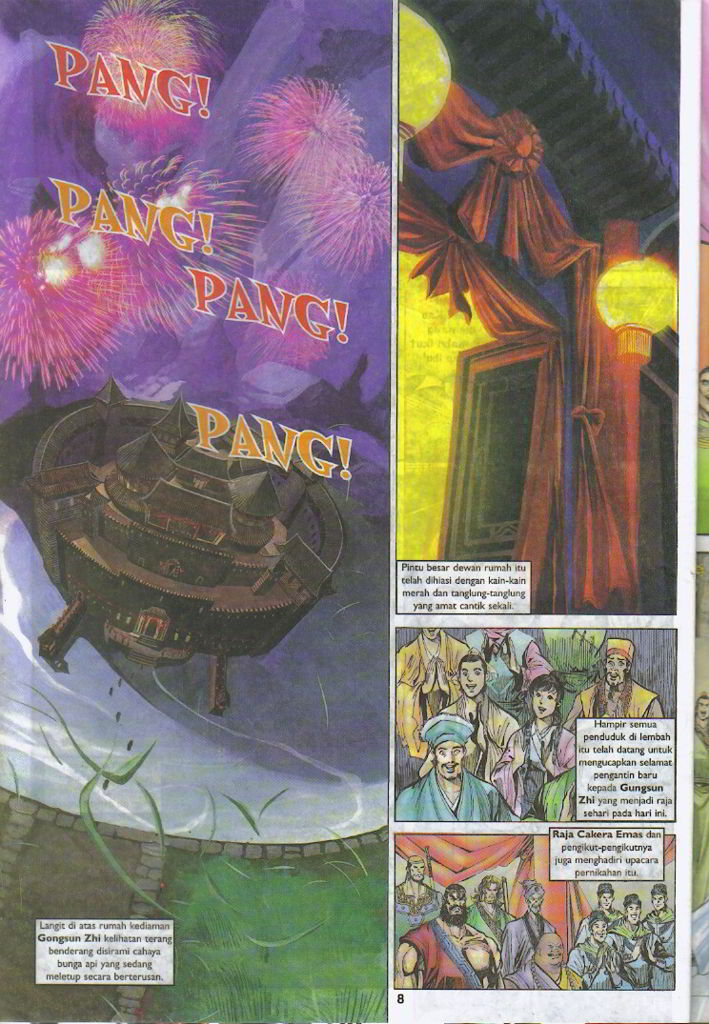 PANG!
PANG!
PANG!
PANG!
Langit di atas rumah kediaman
Gongsun Zhi kelihatan terang
benderang disirami cahaya
bunga api yang sedang
meletup secara berterusan.
Pintu besar dewan rumah itu
telah dihiasi dengan kain-kain
merah dan tanglung-tanglung
yang amat cantik sekali.
Hampir semua
penduduk di lembah
itu telah datang untuk
mengucapkan selamat
pengantin baru
kepada Gungsun
Zhi yang menjadi raja
sehari pada hari ini.
Raja Cakera Emas dan
pengikut-pengikutnya
juga menghadiri upacara
pernikahan itu.
8